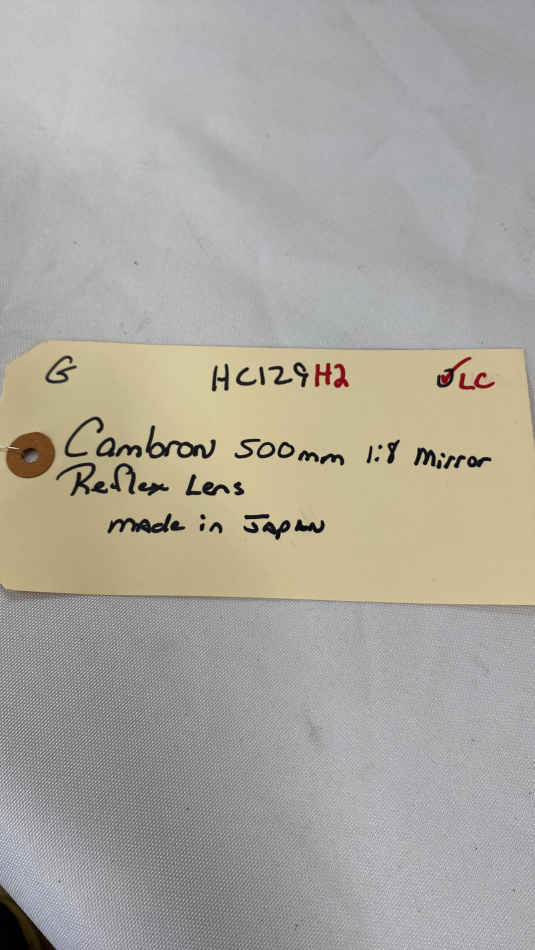 G HC129H2 ✓LC
Cambron 500mm 1:8 Mirror
Reflex Lens
made in JAPAN